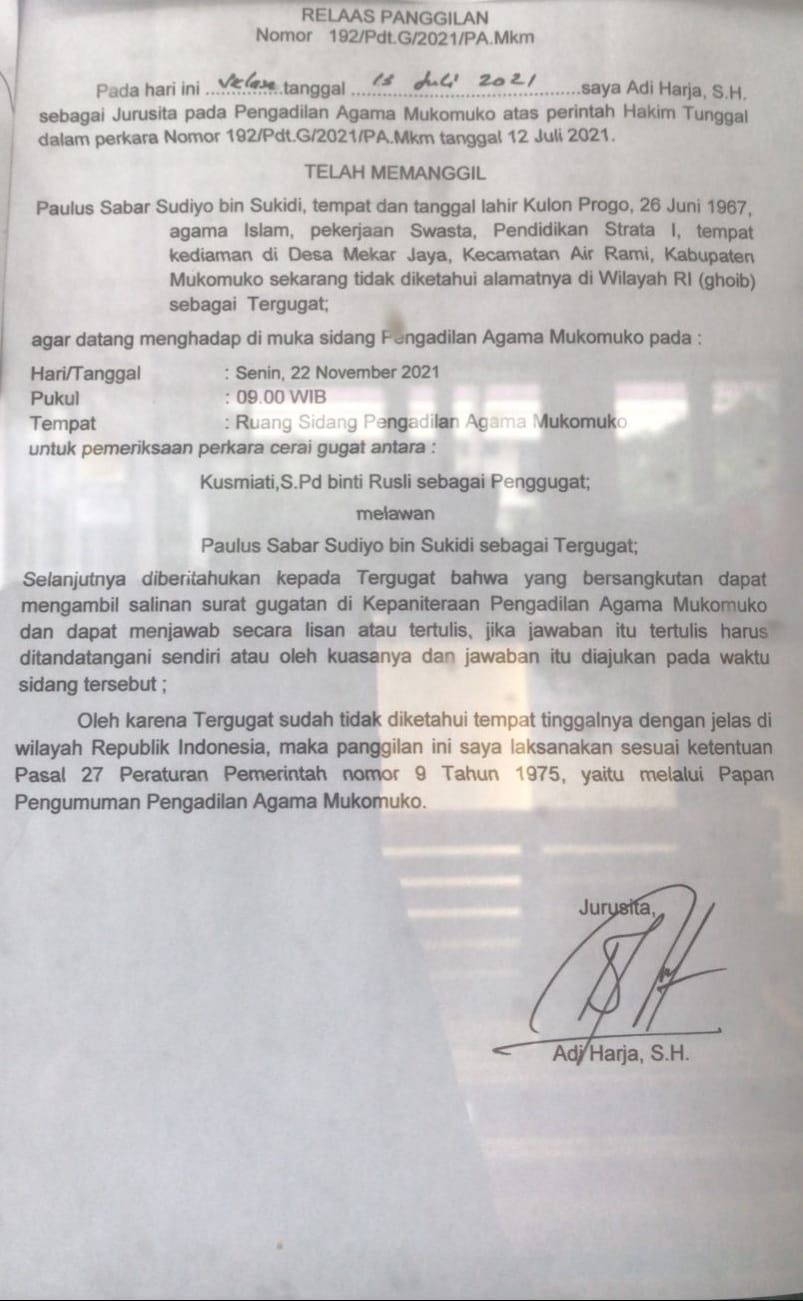 RELAAS PANGGILAN
Nomor 192/Pdt.G/2021/PA.Mkm
Pada hari ini ............tanggal ... Juli 2021 ......saya Adi Harja, S.H.
sebagai Jurusita pada Pengadilan Agama Mukomuko atas perintah Hakim Tunggal
dalam perkara Nomor 192/Pdt.G/2021/PA.Mkm tanggal 12 Juli 2021.
TELAH MEMANGGIL
Paulus Sabar Sudiyo bin Sukidi, tempat dan tanggal lahir Kulon Progo, 26 Juni 1967,
agama Islam, pekerjaan Swasta, Pendidikan Strata I, tempat
kediaman di Desa Mekar Jaya, Kecamatan Air Rami, Kabupaten
Mukomuko sekarang tidak diketahui alamatnya di Wilayah RI (ghoib)
sebagai Tergugat;
agar datang menghadap di muka sidang Pengadilan Agama Mukomuko pada :
Hari/Tanggal : Senin, 22 November 2021
Pukul : 09.00 WIB
Tempat : Ruang Sidang Pengadilan Agama Mukomuko
untuk pemeriksaan perkara cerai gugat antara :
Kusmiati,S.Pd binti Rusli sebagai Penggugat;
melawan
Paulus Sabar Sudiyo bin Sukidi sebagai Tergugat;
Selanjutnya diberitahukan kepada Tergugat bahwa yang bersangkutan dapat
mengambil salinan surat gugatan di Kepaniteraan Pengadilan Agama Mukomuko
dan dapat menjawab secara lisan atau tertulis, jika jawaban itu tertulis harus
ditandatangani sendiri atau oleh kuasanya dan jawaban itu diajukan pada waktu
sidang tersebut ;
Oleh karena Tergugat sudah tidak diketahui tempat tinggalnya dengan jelas di
wilayah Republik Indonesia, maka panggilan ini saya laksanakan sesuai ketentuan
Pasal 27 Peraturan Pemerintah nomor 9 Tahun 1975, yaitu melalui Papan
Pengumuman Pengadilan Agama Mukomuko.
Jurusita,
Adi Harja, S.H.